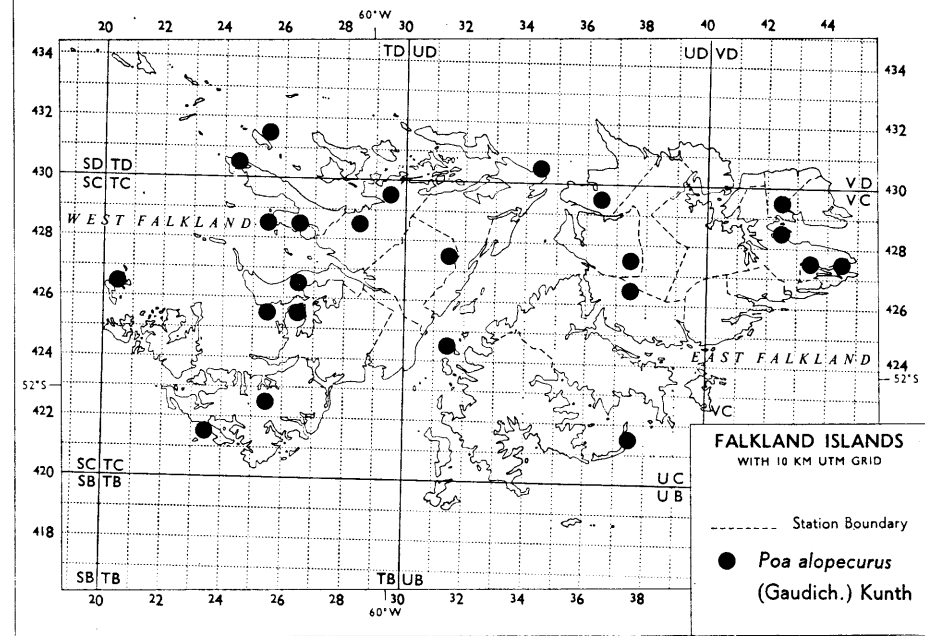 60°W
20 22 24 26 28 30 32 34 36 38 40 42 44
434 TD UD UD VD 434
432 432
SD TD
430 VD 430
SC TC VC
WEST FALKLAND
428 428
426 426
424 EAST FALKLAND 424
52°S 52°S
422 VC
420 SC TC UC
SB TB UB
418
SB TB TB UB
20 22 24 26 28 30 32 34 36 38
60°W
FALKLAND ISLANDS
WITH 10 KM UTM GRID
Station Boundary
Poa alopecurus
(Gaudich.) Kunth